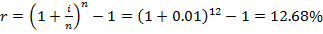 r = (1 + i/n)^n − 1 = (1 + 0.01)^12 − 1 = 12.68%